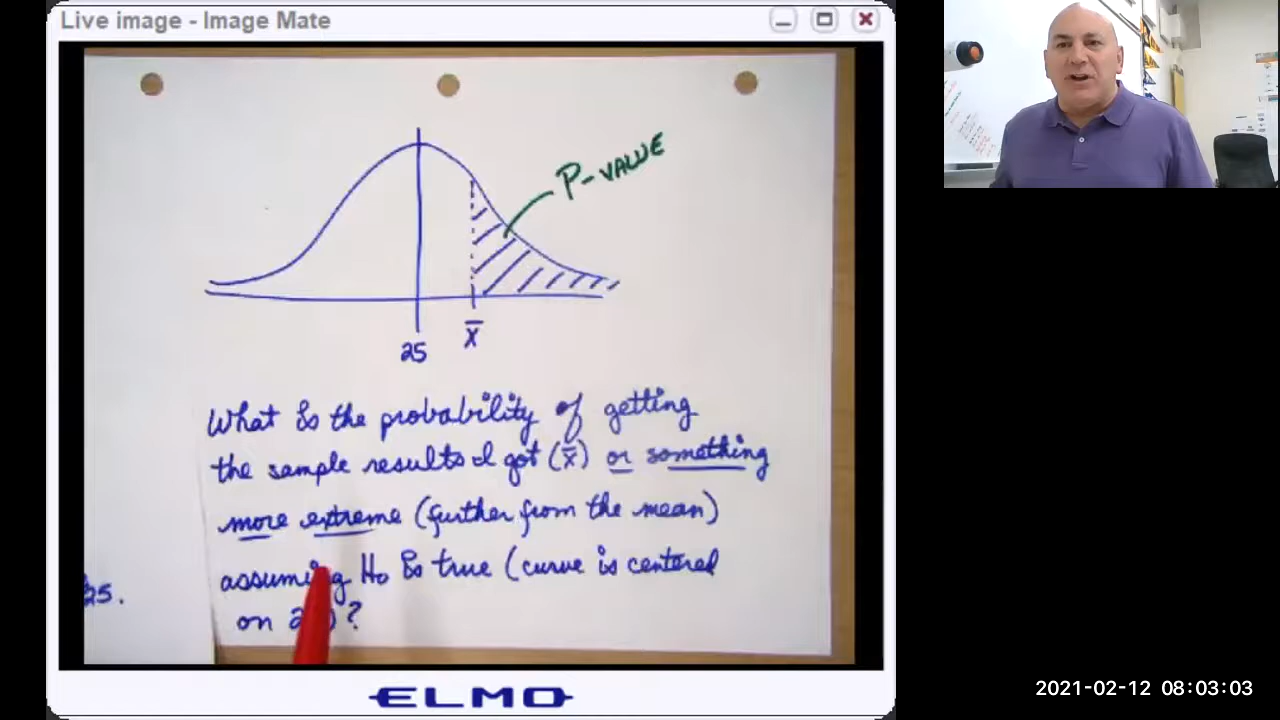 Live image - Image Mate
P-VALUE
25
x̄
What is the probability of getting
the sample results I got (x̄) or something
more extreme (further from the mean)
assuming Ho is true (curve is centered
25.
on 2 ) ?
ELMO
2021-02-12 08:03:03